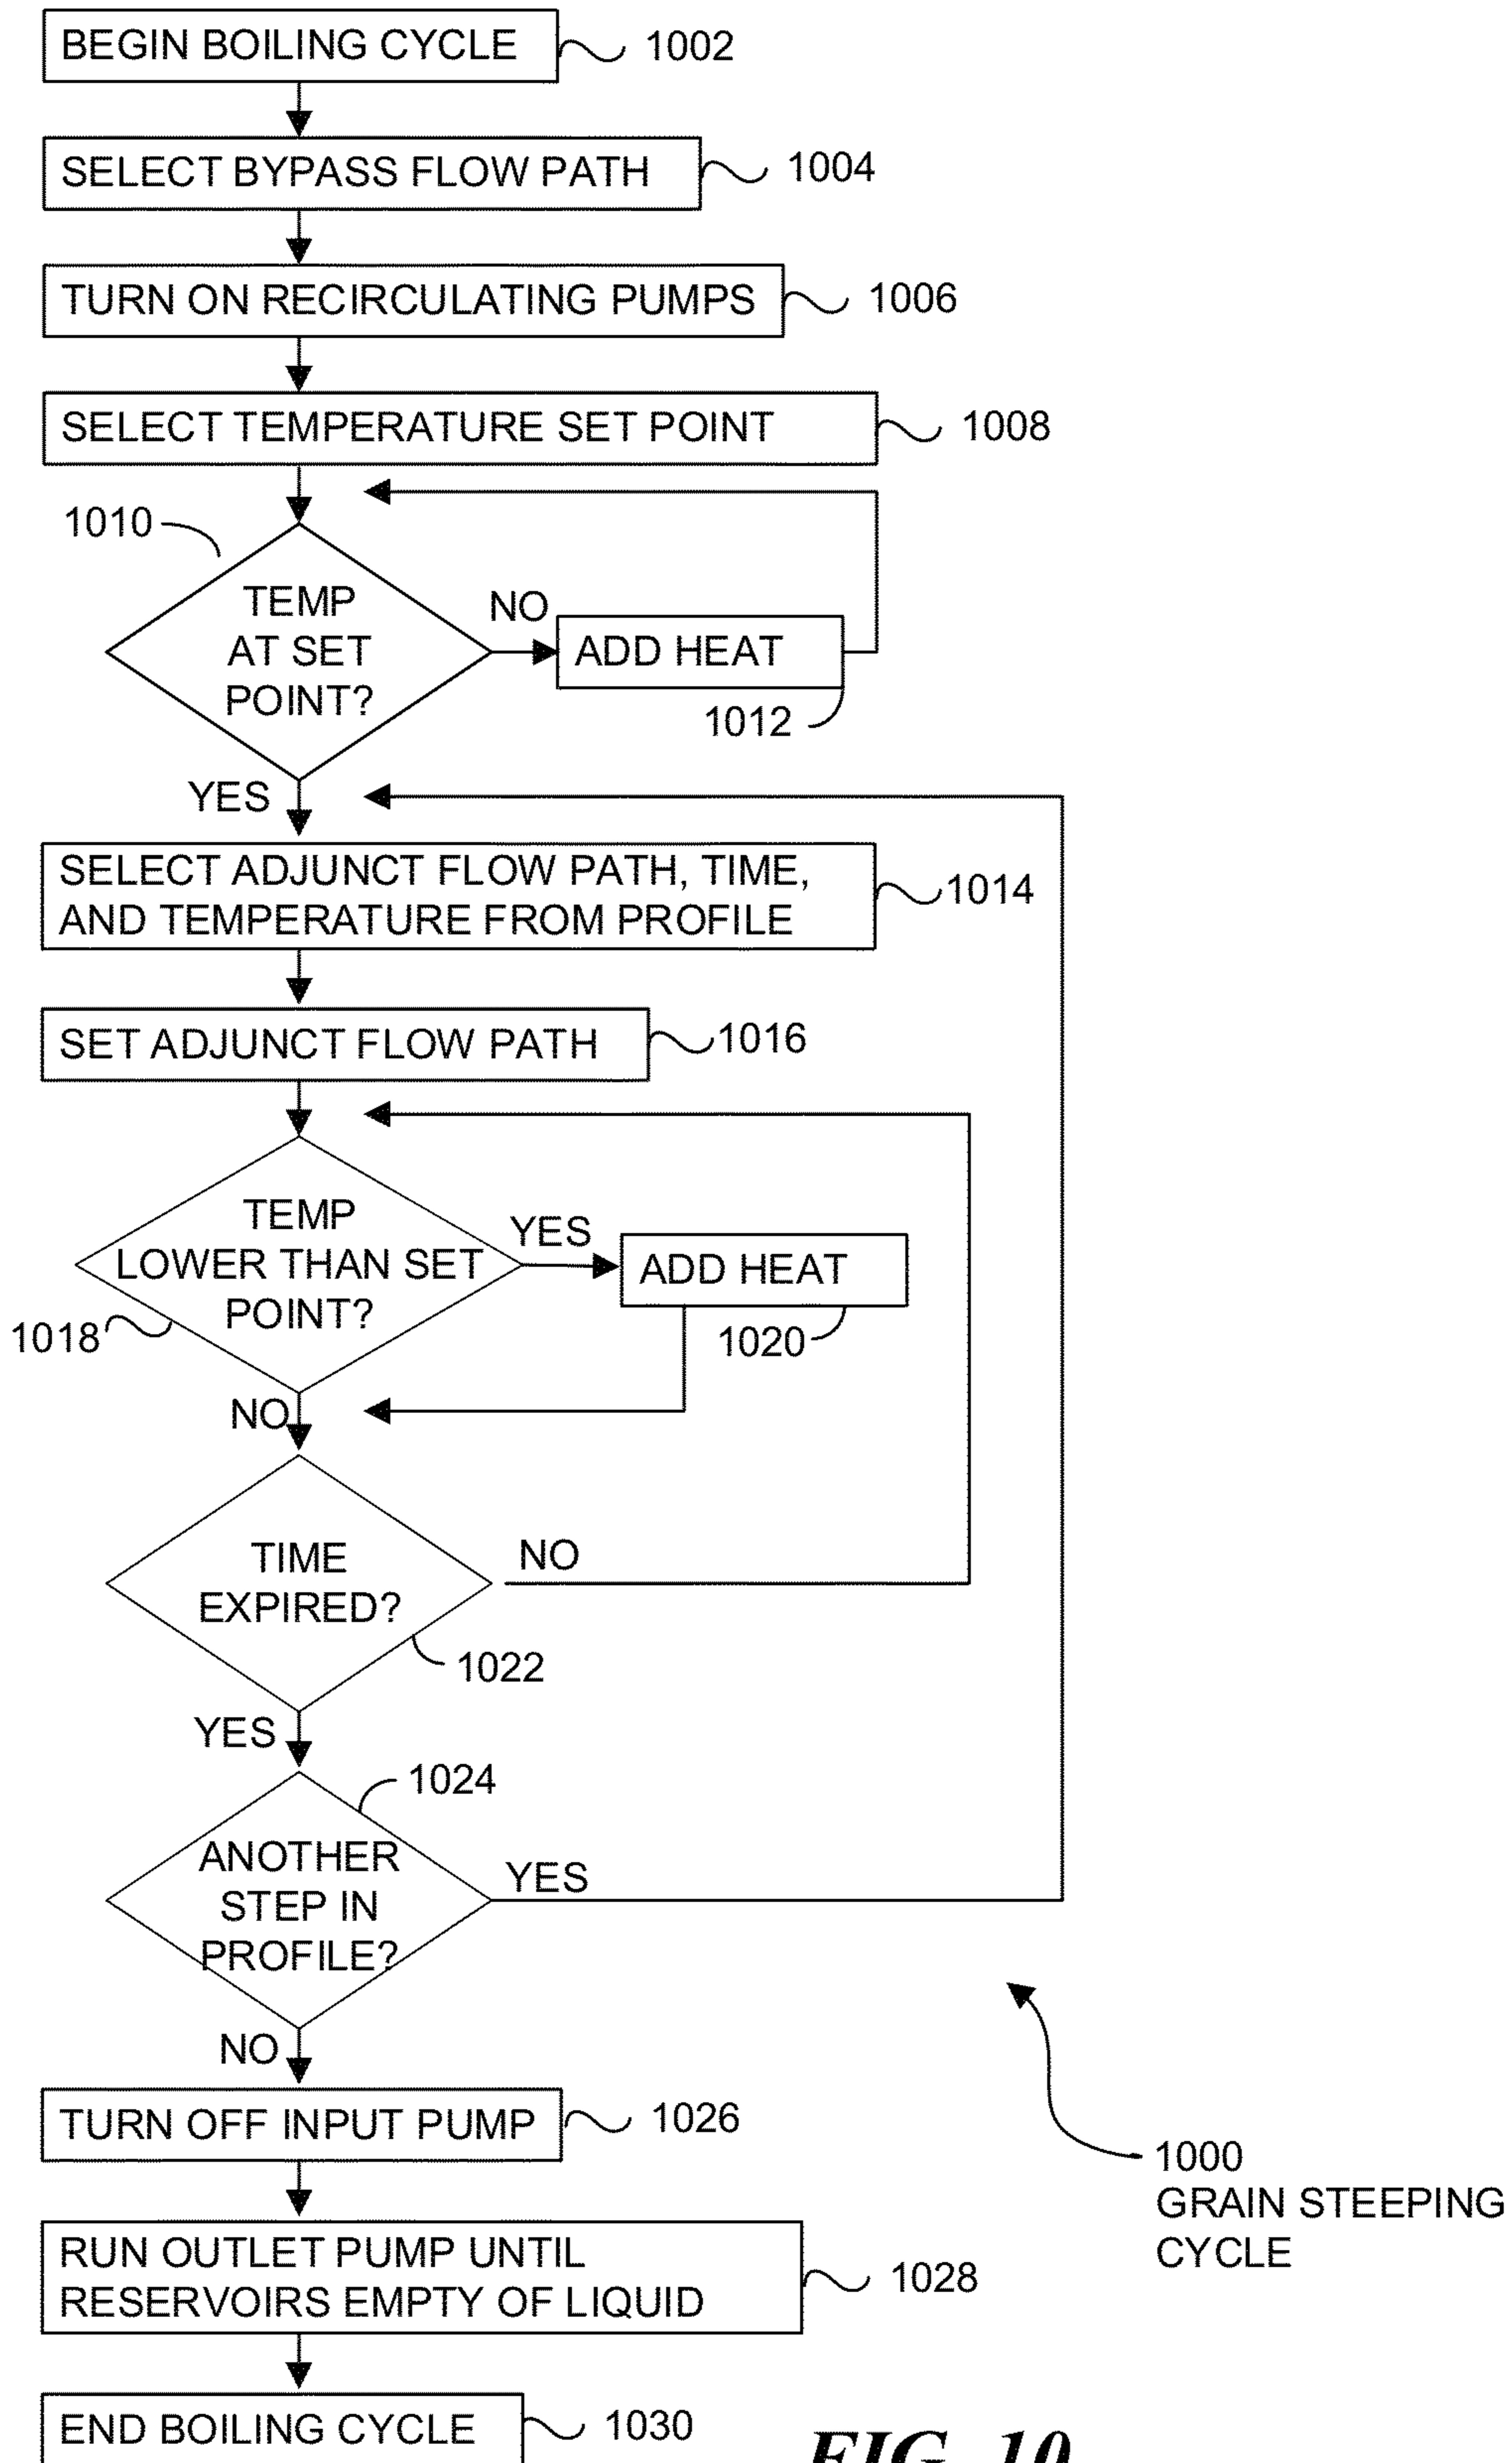 BEGIN BOILING CYCLE
1002
SELECT BYPASS FLOW PATH
1004
TURN ON RECIRCULATING PUMPS
1006
SELECT TEMPERATURE SET POINT
1008
1010
TEMP
AT SET
POINT?
NO
ADD HEAT
1012
YES
SELECT ADJUNCT FLOW PATH, TIME,
AND TEMPERATURE FROM PROFILE
1014
SET ADJUNCT FLOW PATH
1016
TEMP
LOWER THAN SET
POINT?
YES
ADD HEAT
1018
1020
NO
TIME
EXPIRED?
NO
1022
YES
1024
ANOTHER
STEP IN
PROFILE?
YES
NO
TURN OFF INPUT PUMP
1026
1000
GRAIN STEEPING
CYCLE
RUN OUTLET PUMP UNTIL
RESERVOIRS EMPTY OF LIQUID
1028
END BOILING CYCLE
1030
FIG. 10